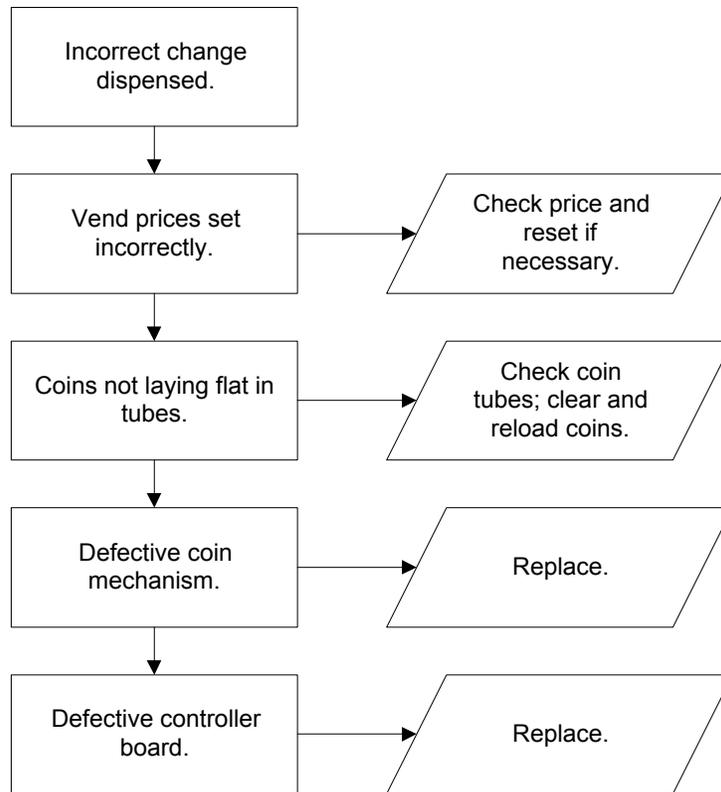 Incorrect change
dispensed.
Vend prices set
incorrectly.
Check price and
reset if
necessary.
Coins not laying flat in
tubes.
Check coin
tubes; clear and
reload coins.
Defective coin
mechanism.
Replace.
Defective controller
board.
Replace.